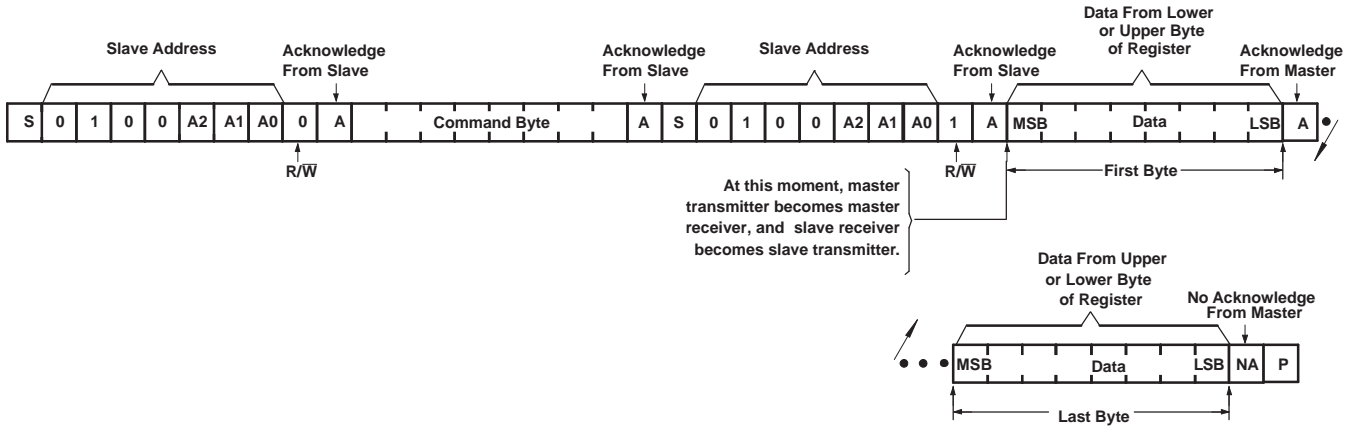 Data From Lower
or Upper Byte
of Register
Slave Address
Acknowledge
From Slave
Acknowledge
From Slave
Slave Address
Acknowledge
From Slave
Acknowledge
From Master
S 0 1 0 0 A2 A1 A0 0 A Command Byte A S 0 1 0 0 A2 A1 A0 1 A MSB Data LSB A
R/W̅
R/W̅
First Byte
At this moment, master
transmitter becomes master
receiver, and slave receiver
becomes slave transmitter.
Data From Upper
or Lower Byte
of Register
No Acknowledge
From Master
MSB Data LSB NA P
Last Byte